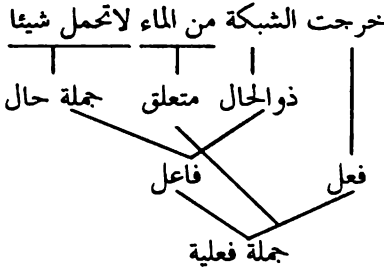 خرجت الشبكة من الماء لاتحمل شيئا
فعل ذوالحال متعلق جملة حال
فاعل
جملة فعلية